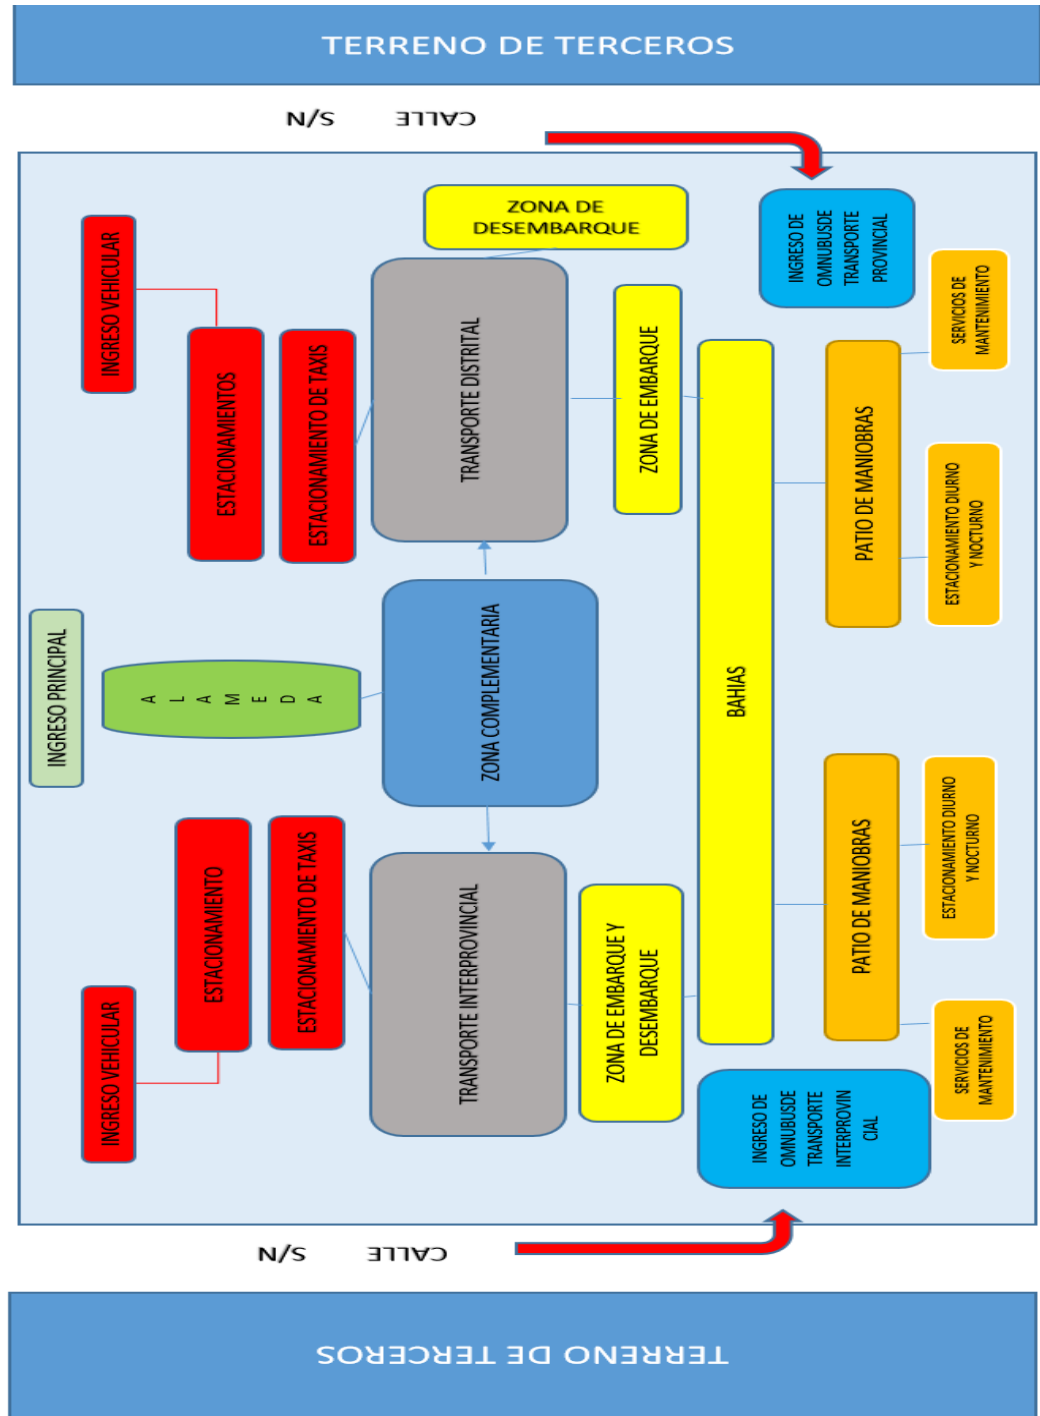 TERRENO DE TERCEROS
CALLE S/N
ZONA DE
DESEMBARQUE
INGRESO VEHICULAR
ESTACIONAMIENTOS
ESTACIONAMIENTO DE TAXIS
TRANSPORTE DISTRITAL
ZONA DE EMBARQUE
INGRESO DE
OMNUBUSDE
TRANSPORTE
PROVINCIAL
SERVICIOS DE
MANTENIMIENTO
PATIO DE MANIOBRAS
ESTACIONAMIENTO DIURNO
Y NOCTURNO
INGRESO PRINCIPAL
A
L
A
M
E
D
A
ZONA COMPLEMENTARIA
BAHIAS
INGRESO VEHICULAR
ESTACIONAMIENTO
ESTACIONAMIENTO DE TAXIS
TRANSPORTE INTERPROVINCIAL
ZONA DE EMBARQUE Y
DESEMBARQUE
PATIO DE MANIOBRAS
ESTACIONAMIENTO DIURNO
Y NOCTURNO
SERVICIOS DE
MANTENIMIENTO
INGRESO DE
OMNUBUSDE
TRANSPORTE
INTERPROVIN
CIAL
CALLE S/N
TERRENO DE TERCEROS